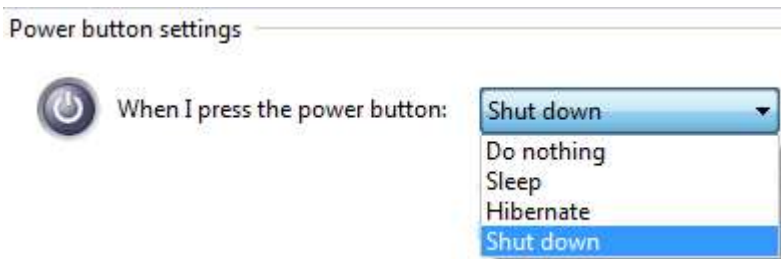 Power button settings
When I press the power button: Shut down
Do nothing
Sleep
Hibernate
Shut down